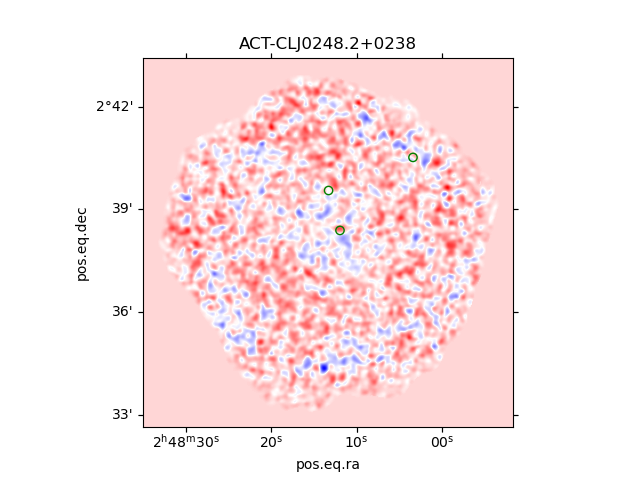 ACT-CLJ0248.2+0238
2°42'
39'
36'
33'
pos.eq.dec
2h48m30s 20s 10s 00s
pos.eq.ra